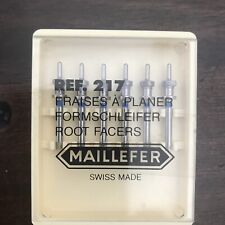 REF. 217
FRAISES À PLANER
FORMSCHLEIFER
ROOT FACERS
MAILLEFER
SWISS MADE